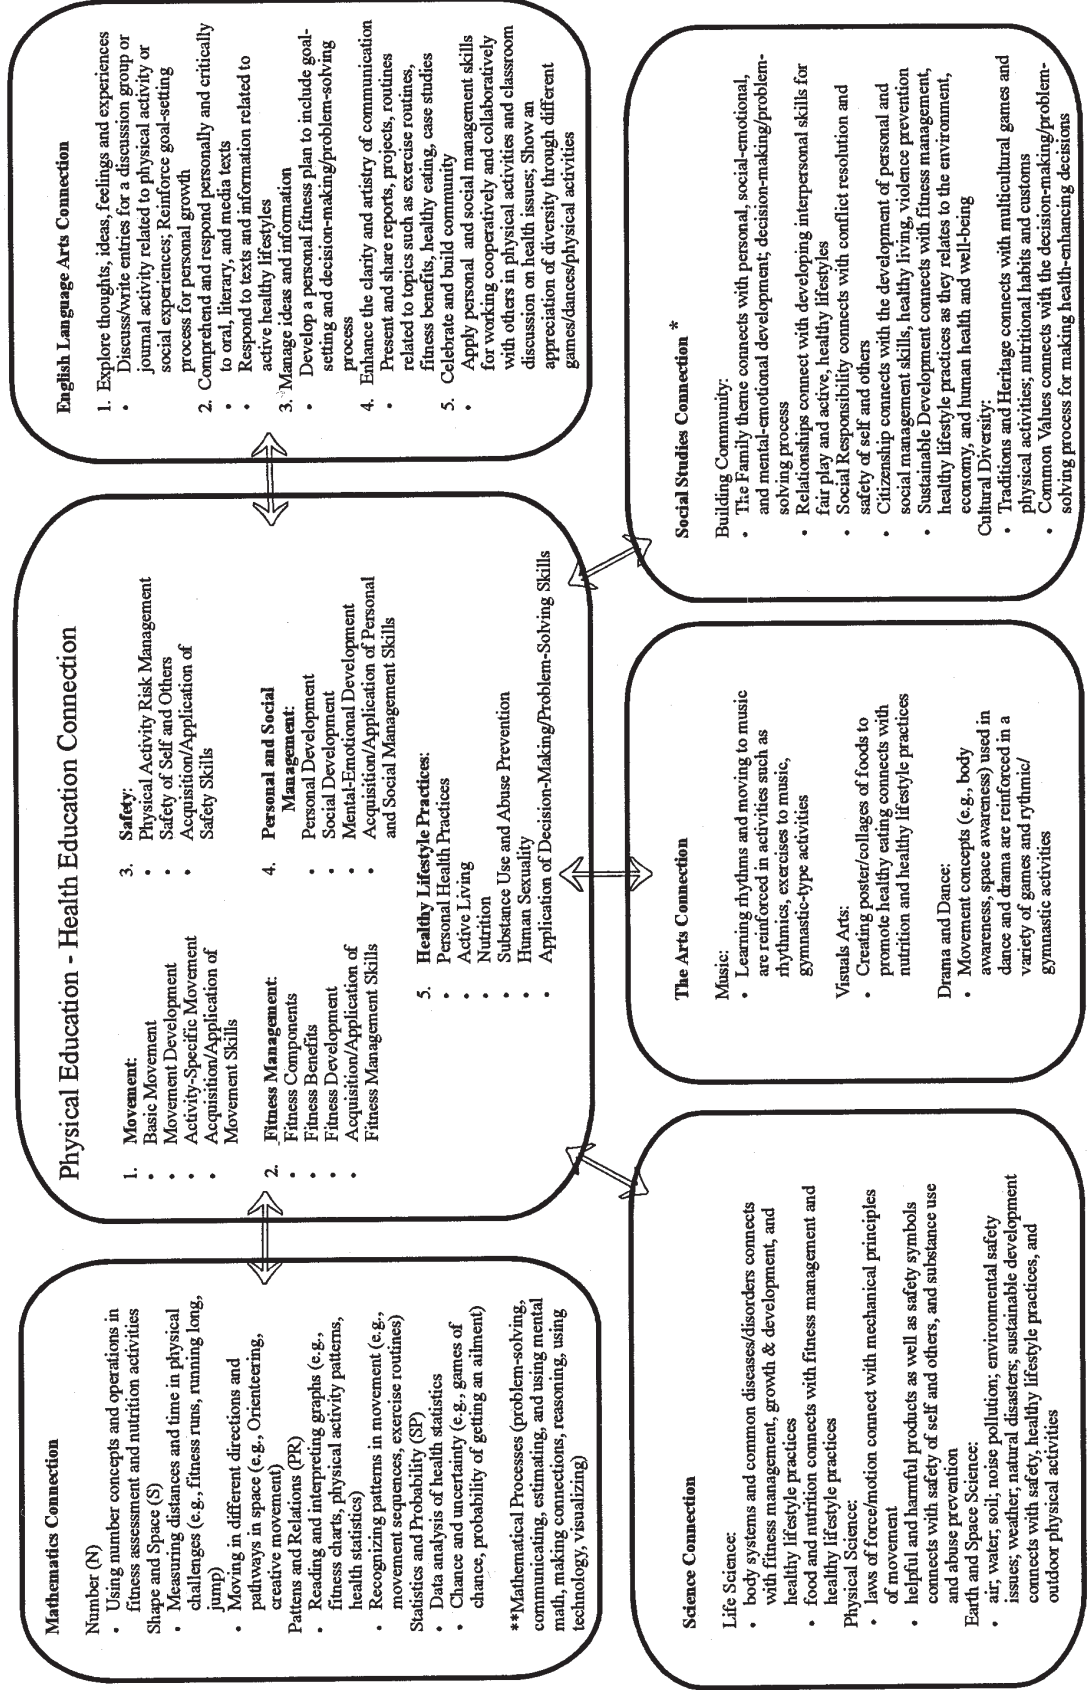 Physical Education - Health Education Connection
1. Movement:
• Basic Movement
• Movement Development
• Activity-Specific Movement
• Acquisition/Application of
Movement Skills
2. Fitness Management:
• Fitness Components
• Fitness Benefits
• Fitness Development
• Acquisition/Application of
Fitness Management Skills
3. Safety:
• Physical Activity Risk Management
• Safety of Self and Others
• Acquisition/Application of
Safety Skills
4. Personal and Social
Management:
• Personal Development
• Social Development
• Mental-Emotional Development
• Acquisition/Application of Personal
and Social Management Skills
5. Healthy Lifestyle Practices:
• Personal Health Practices
• Active Living
• Nutrition
• Substance Use and Abuse Prevention
• Human Sexuality
• Application of Decision-Making/Problem-Solving Skills
Mathematics Connection
Number (N)
• Using number concepts and operations in
fitness assessment and nutrition activities
Shape and Space (S)
• Measuring distances and time in physical
challenges (e.g., fitness runs, running long,
jump)
• Moving in different directions and
pathways in space (e.g., Orienteering,
creative movement)
Pattens and Relations (PR)
• Reading and interpreting graphs (e.g.,
fitness charts, physical activity patterns,
health statistics)
• Recognizing patterns in movement (e.g.,
movement sequences, exercise routines)
Statistics and Probability (SP)
• Data analysis of health statistics
• Chance and uncertainty (e.g., games of
chance, probability of getting an ailment)
**Mathematical Processes (problem-solving,
communicating, estimating, and using mental
math, making connections, reasoning, using
technology, visualizing)
English Language Arts Connection
1. Explore thoughts, ideas, feelings and experiences
• Discuss/write entries for a discussion group or
journal activity related to physical activity or
social experiences; Reinforce goal-setting
process for personal growth
2. Comprehend and respond personally and critically
• to oral, literary, and media texts
• Respond to texts and information related to
active healthy lifestyles
3. Manage ideas and information
• Develop a personal fitness plan to include goal-
setting and decision-making/problem-solving
process
4. Enhance the clarity and artistry of communication
• Present and share reports, projects, routines
related to topics such as exercise routines,
fitness benefits, healthy eating, case studies
5. Celebrate and build community
• Apply personal and social management skills
for working cooperatively and collaboratively
with others in physical activities and classroom
discussion on health issues; Show an
appreciation of diversity through different
games/dances/physical activities
Science Connection
Life Science:
• body systems and common diseases/disorders connects
with fitness management, growth & development, and
healthy lifestyle practices
• food and nutrition connects with fitness management and
healthy lifestyle practices
Physical Science:
• laws of force/motion connect with mechanical principles
of movement
• helpful and harmful products as well as safety symbols
connects with safety of self and others, and substance use
and abuse prevention
Earth and Space Science:
• air; water; soil; noise pollution; environmental safety
issues; weather; natural disasters; sustainable development
connects with safety, healthy lifestyle practices, and
outdoor physical activities
The Arts Connection
Music:
• Learning rhythms and moving to music
are reinforced in activities such as
rhythmics, exercises to music,
gymnastic-type activities
Visuals Arts:
• Creating poster/collages of foods to
promote healthy eating connects with
nutrition and healthy lifestyle practices
Drama and Dance:
• Movement concepts (e.g., body
awareness, space awareness) used in
dance and drama are reinforced in a
variety of games and rythmic/
gymnastic activities
Social Studies Connection *
Building Community:
• The Family theme connects with personal, social-emotional,
and mental-emotional development; decision-making/problem-
solving process
• Relationships connect with developing interpersonal skills for
fair play and active, healthy lifestyles
• Social Responsibility connects with conflict resolution and
safety of self and others
• Citizenship connects with the development of personal and
social management skills, healthy living, violence prevention
• Sustainable Development connects with fitness management,
healthy lifestyle practices as they relates to the environment,
economy, and human health and well-being
Cultural Diversity:
• Traditions and Heritage connects with multicultural games and
physical activities; nutritional habits and customs
• Common Values connects with the decision-making/problem-
solving process for making health-enhancing decisions